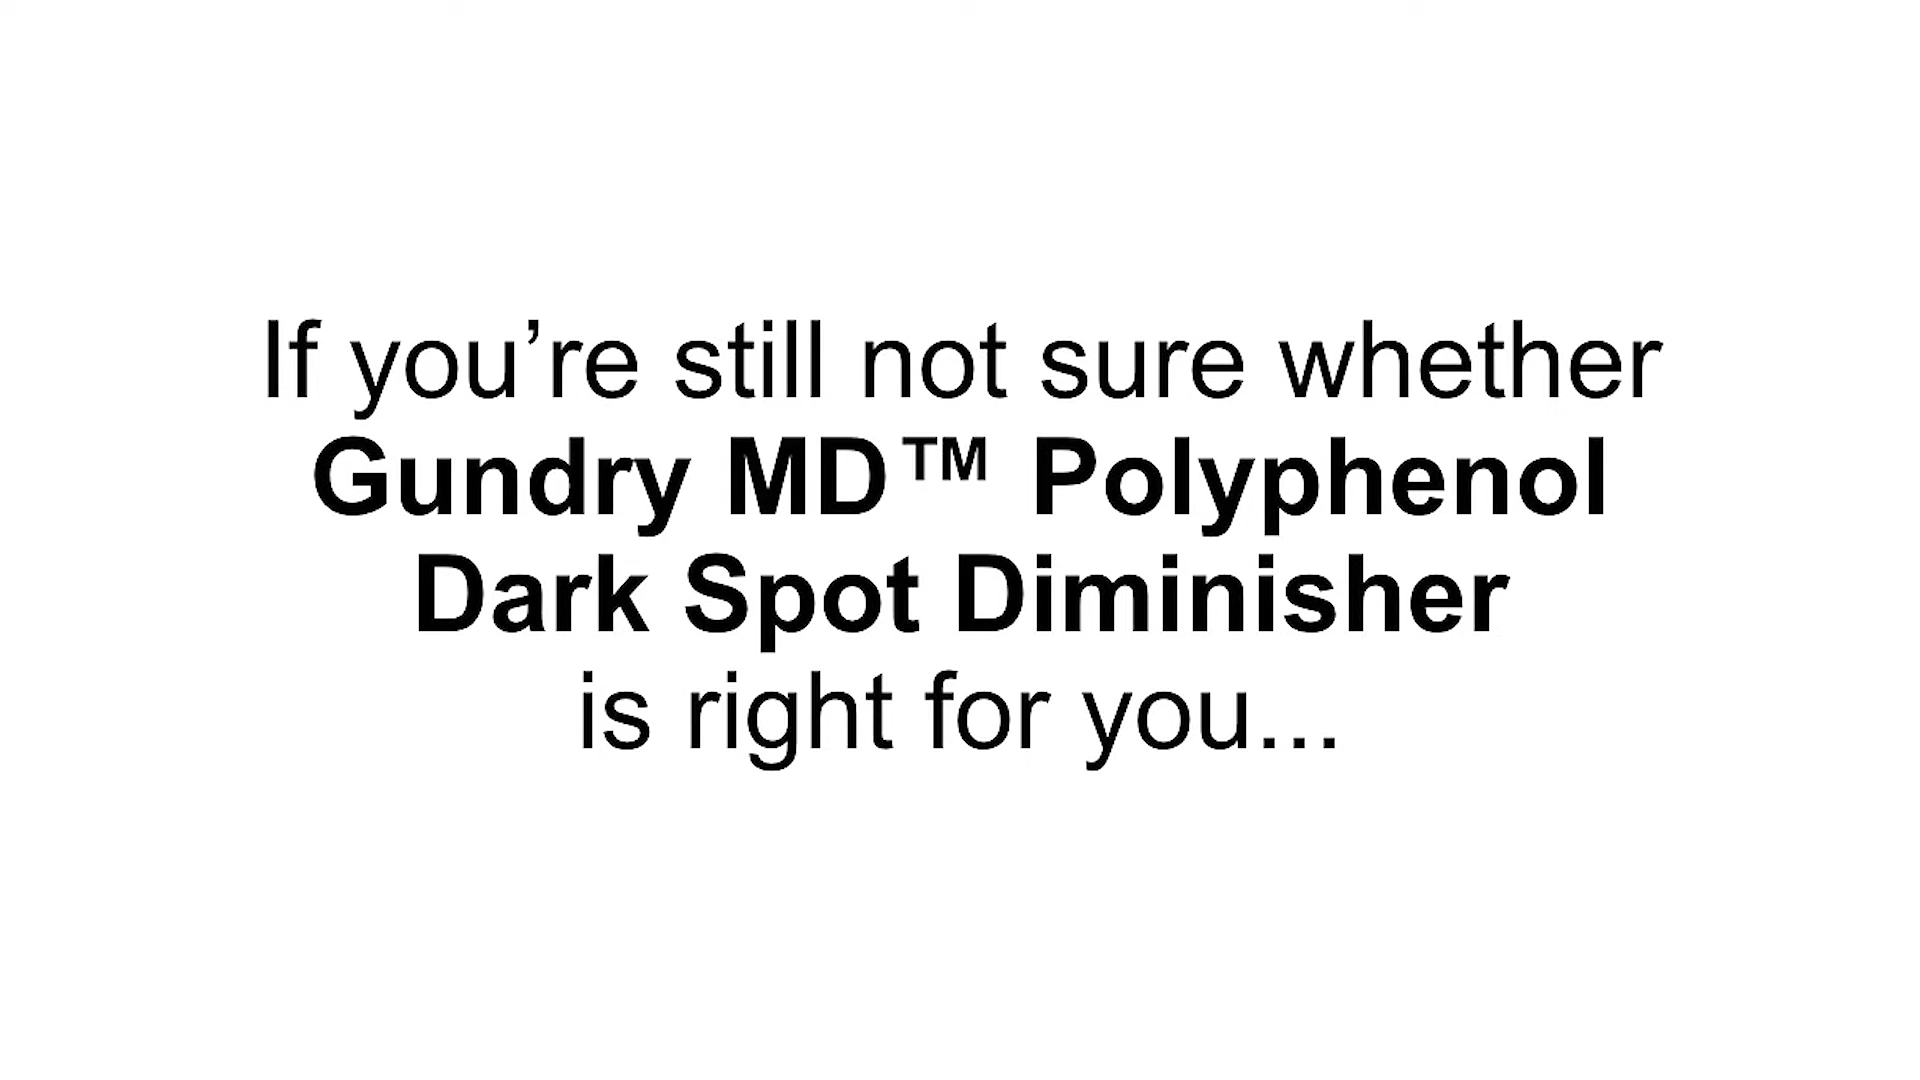 If you’re still not sure whether
Gundry MD™ Polyphenol
Dark Spot Diminisher
is right for you...